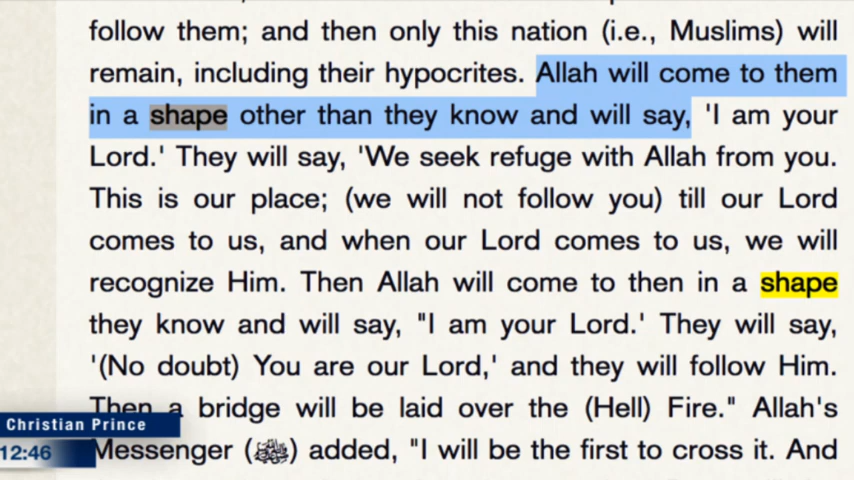 follow them; and then only this nation (i.e., Muslims) will
remain, including their hypocrites. Allah will come to them
in a shape other than they know and will say, 'I am your
Lord.' They will say, 'We seek refuge with Allah from you.
This is our place; (we will not follow you) till our Lord
comes to us, and when our Lord comes to us, we will
recognize Him. Then Allah will come to then in a shape
they know and will say, "I am your Lord.' They will say,
'(No doubt) You are our Lord,' and they will follow Him.
Then a bridge will be laid over the (Hell) Fire." Allah's
Messenger (ﷺ) added, "I will be the first to cross it. And
Christian Prince
12:46